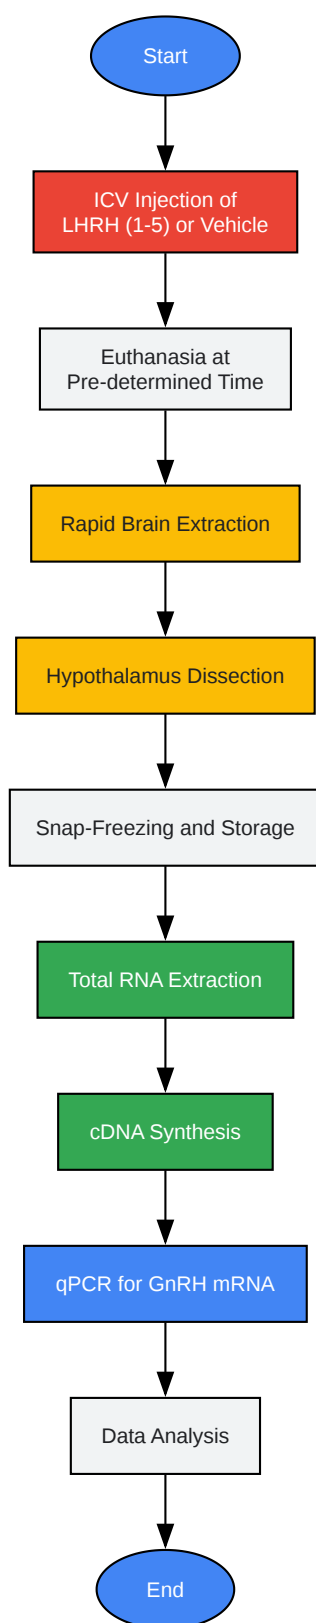 Start
ICV Injection of
LHRH (1-5) or Vehicle
Euthanasia at
Pre-determined Time
Rapid Brain Extraction
Hypothalamus Dissection
Snap-Freezing and Storage
Total RNA Extraction
cDNA Synthesis
qPCR for GnRH mRNA
Data Analysis
End